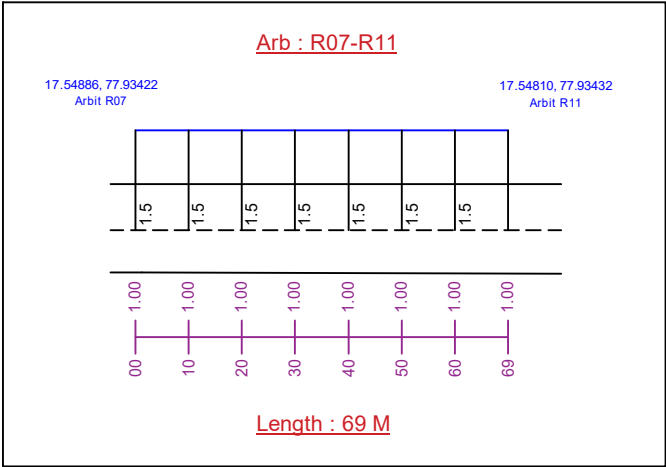 Arb : R07-R11
17.54886, 77.93422
Arbit R07
17.54810, 77.93432
Arbit R11
1.5 1.5 1.5 1.5 1.5 1.5 1.5
1.00 1.00 1.00 1.00 1.00 1.00 1.00 1.00
00 10 20 30 40 50 60 69
Length : 69 M